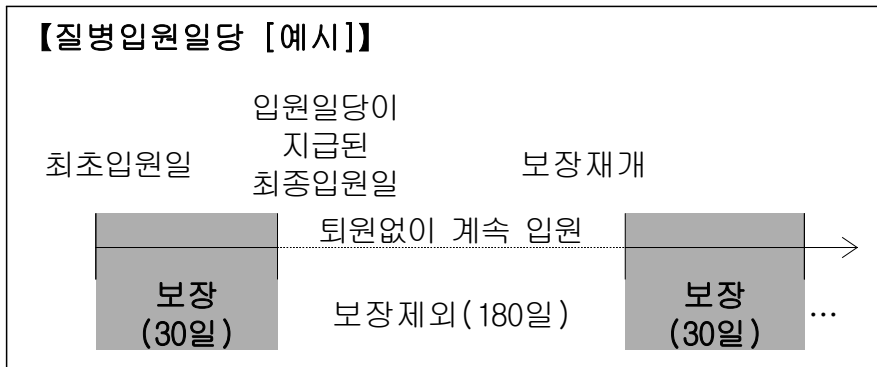 【질병입원일당 [예시]】
입원일당이
지급된
최종입원일
최초입원일
보장재개
퇴원없이 계속 입원
보장
(30일)
보장제외(180일)
보장
(30일)
…